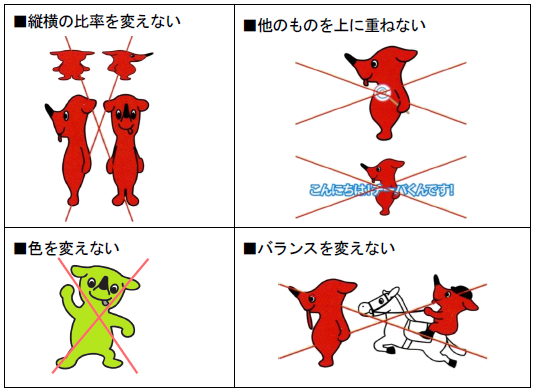 ■縦横の比率を変えない
■他のものを上に重ねない
こんにちは!チーバくんです!
■色を変えない
■バランスを変えない